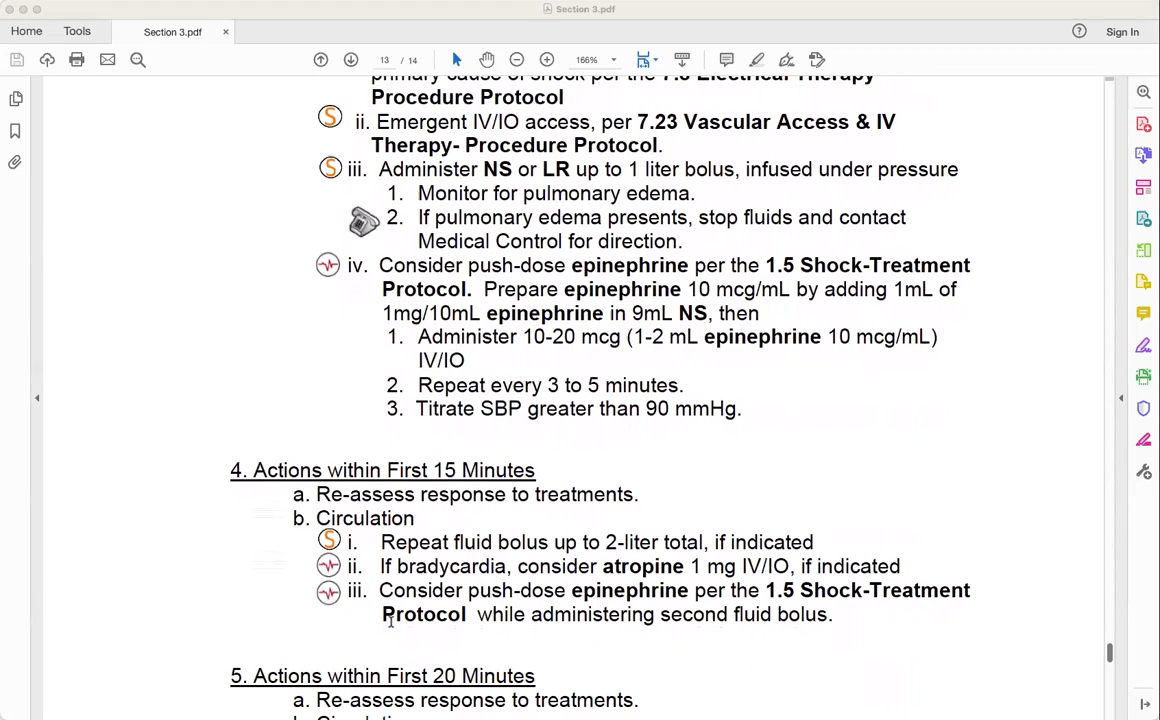 Section 3.pdf
Home Tools Section 3.pdf × ? Sign In
13 / 14 166%
primary cause of shock per the Electrical Therapy
Procedure Protocol
S ii. Emergent IV/IO access, per 7.23 Vascular Access & IV
Therapy- Procedure Protocol.
S iii. Administer NS or LR up to 1 liter bolus, infused under pressure
1. Monitor for pulmonary edema.
2. If pulmonary edema presents, stop fluids and contact
Medical Control for direction.
iv. Consider push-dose epinephrine per the 1.5 Shock-Treatment
Protocol. Prepare epinephrine 10 mcg/mL by adding 1mL of
1mg/10mL epinephrine in 9mL NS, then
1. Administer 10-20 mcg (1-2 mL epinephrine 10 mcg/mL)
IV/IO
2. Repeat every 3 to 5 minutes.
3. Titrate SBP greater than 90 mmHg.
4. Actions within First 15 Minutes
a. Re-assess response to treatments.
b. Circulation
S i. Repeat fluid bolus up to 2-liter total, if indicated
ii. If bradycardia, consider atropine 1 mg IV/IO, if indicated
iii. Consider push-dose epinephrine per the 1.5 Shock-Treatment
Protocol while administering second fluid bolus.
5. Actions within First 20 Minutes
a. Re-assess response to treatments.